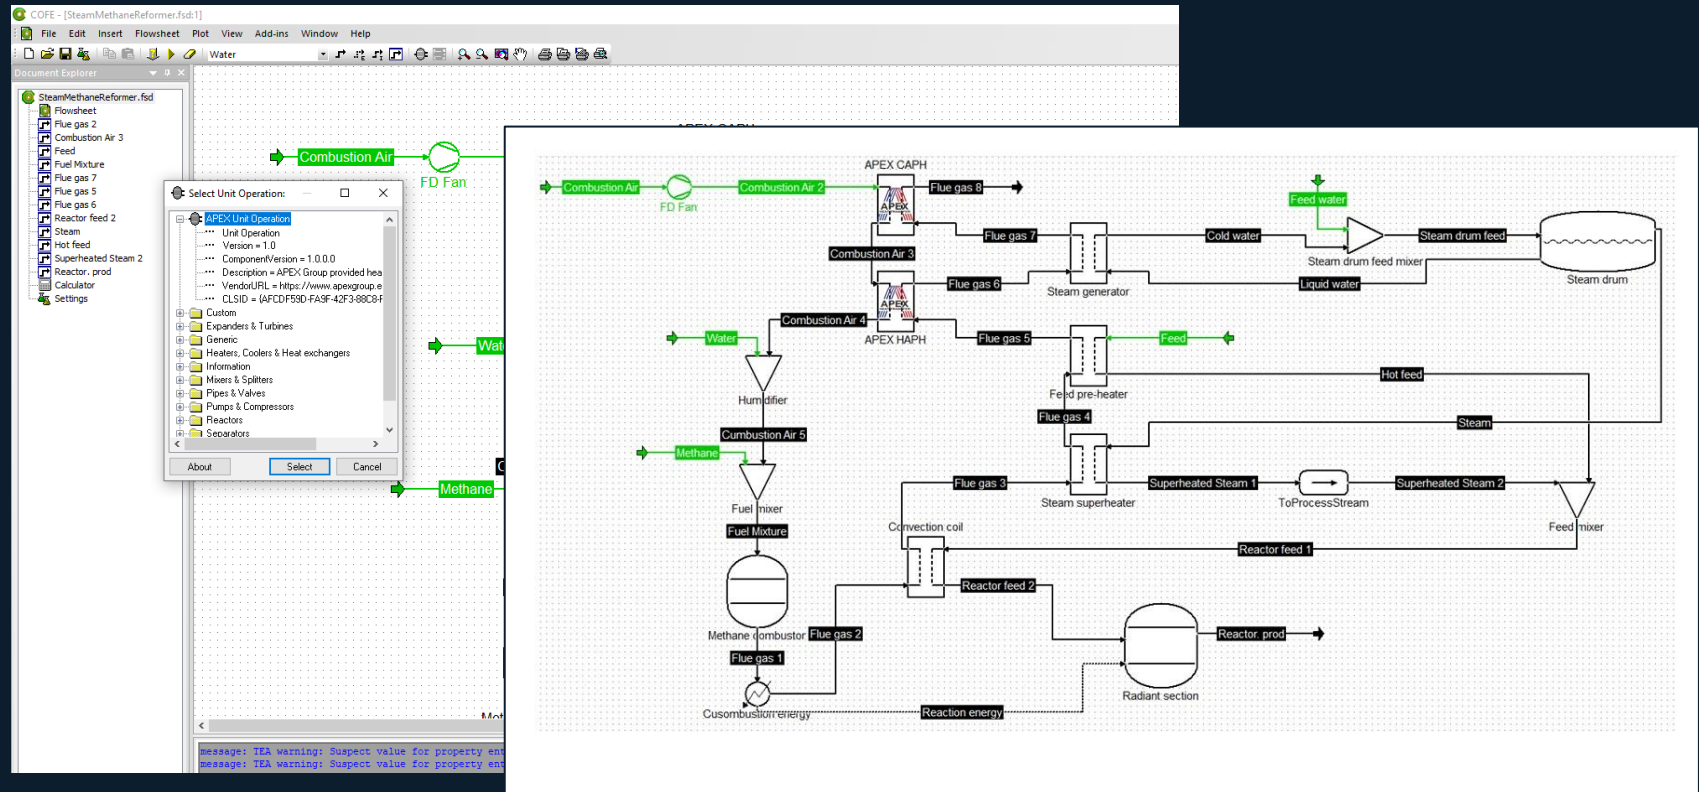 COFE - [SteamMethaneReformer.fsd:1]
File Edit Insert Flowsheet Plot View Add-ins Window Help
Water
Document Explorer
SteamMethaneReformer.fsd
Flowsheet
Flue gas 2
Combustion Air 3
Feed
Fuel Mixture
Flue gas 7
Flue gas 5
Flue gas 6
Reactor feed 2
Steam
Hot feed
Superheated Steam 2
Reactor. prod
Calculator
Settings
Combustion Air
FD Fan
Select Unit Operation:
APEX Unit Operation
Unit Operation
Version = 1.0
ComponentVersion = 1.0.0.0
Description = APEX Group provided hea
VendorURL = https://www.apexgroup.e
CLSID = {AFCDF59D-FA9F-42F3-88C8-F
Custom
Expanders & Turbines
Generic
Heaters, Coolers & Heat exchangers
Information
Mixers & Splitters
Pipes & Valves
Pumps & Compressors
Reactors
Separators
About Select Cancel
Methane
message: TEA warning: Suspect value for property ent
message: TEA warning: Suspect value for property ent
APEX CAPH
Combustion Air
Combustion Air 2
APEX
Flue gas 8
FD Fan
Feed water
Flue gas 7
Cold water
Steam drum feed
Combustion Air 3
Steam drum feed mixer
Steam drum
Flue gas 6
Steam generator
Liquid water
APEX
Combustion Air 4
APEX HAPH
Water
Flue gas 5
Feed
Hot feed
Humidifier
Feed pre-heater
Flue gas 4
Cumbustion Air 5
Steam
Methane
Flue gas 3
Superheated Steam 1
Superheated Steam 2
Steam superheater
ToProcessStream
Fuel mixer
Feed mixer
Fuel Mixture
Convection coil
Reactor feed 1
Reactor feed 2
Methane combustor
Flue gas 2
Reactor. prod
Flue gas 1
Radiant section
Cusombustion energy
Reaction energy